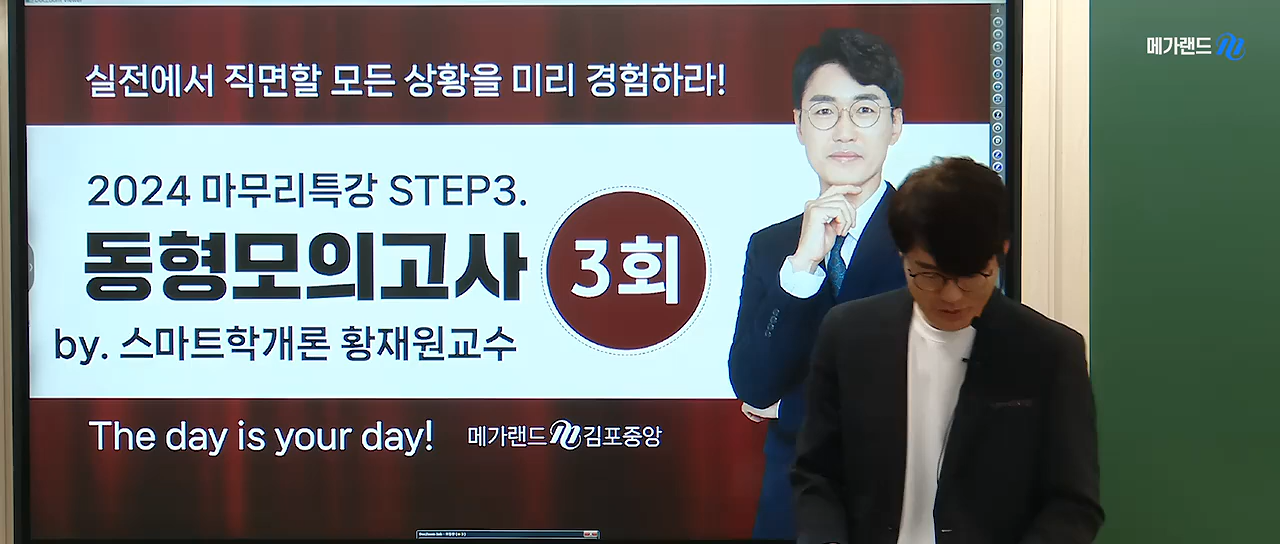 실전에서 직면할 모든 상황을 미리 경험하라!
메가랜드
2024 마무리특강 STEP3.
동형모의고사 3회
by. 스마트학개론 황재원교수
The day is your day!
메가랜드 김포중앙